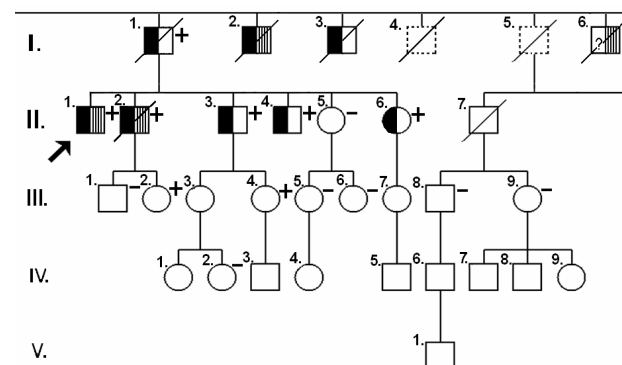 I. 1. + 2. 3. 4. 5. 6. ?
II. 1. + 2. + 3. + 4. + 5. − 6. + 7.
III. 1. − 2. + 3. 4. + 5. − 6. − 7. 8. − 9. −
IV. 1. 2. − 3. 4. 5. 6. 7. 8. 9.
V. 1.